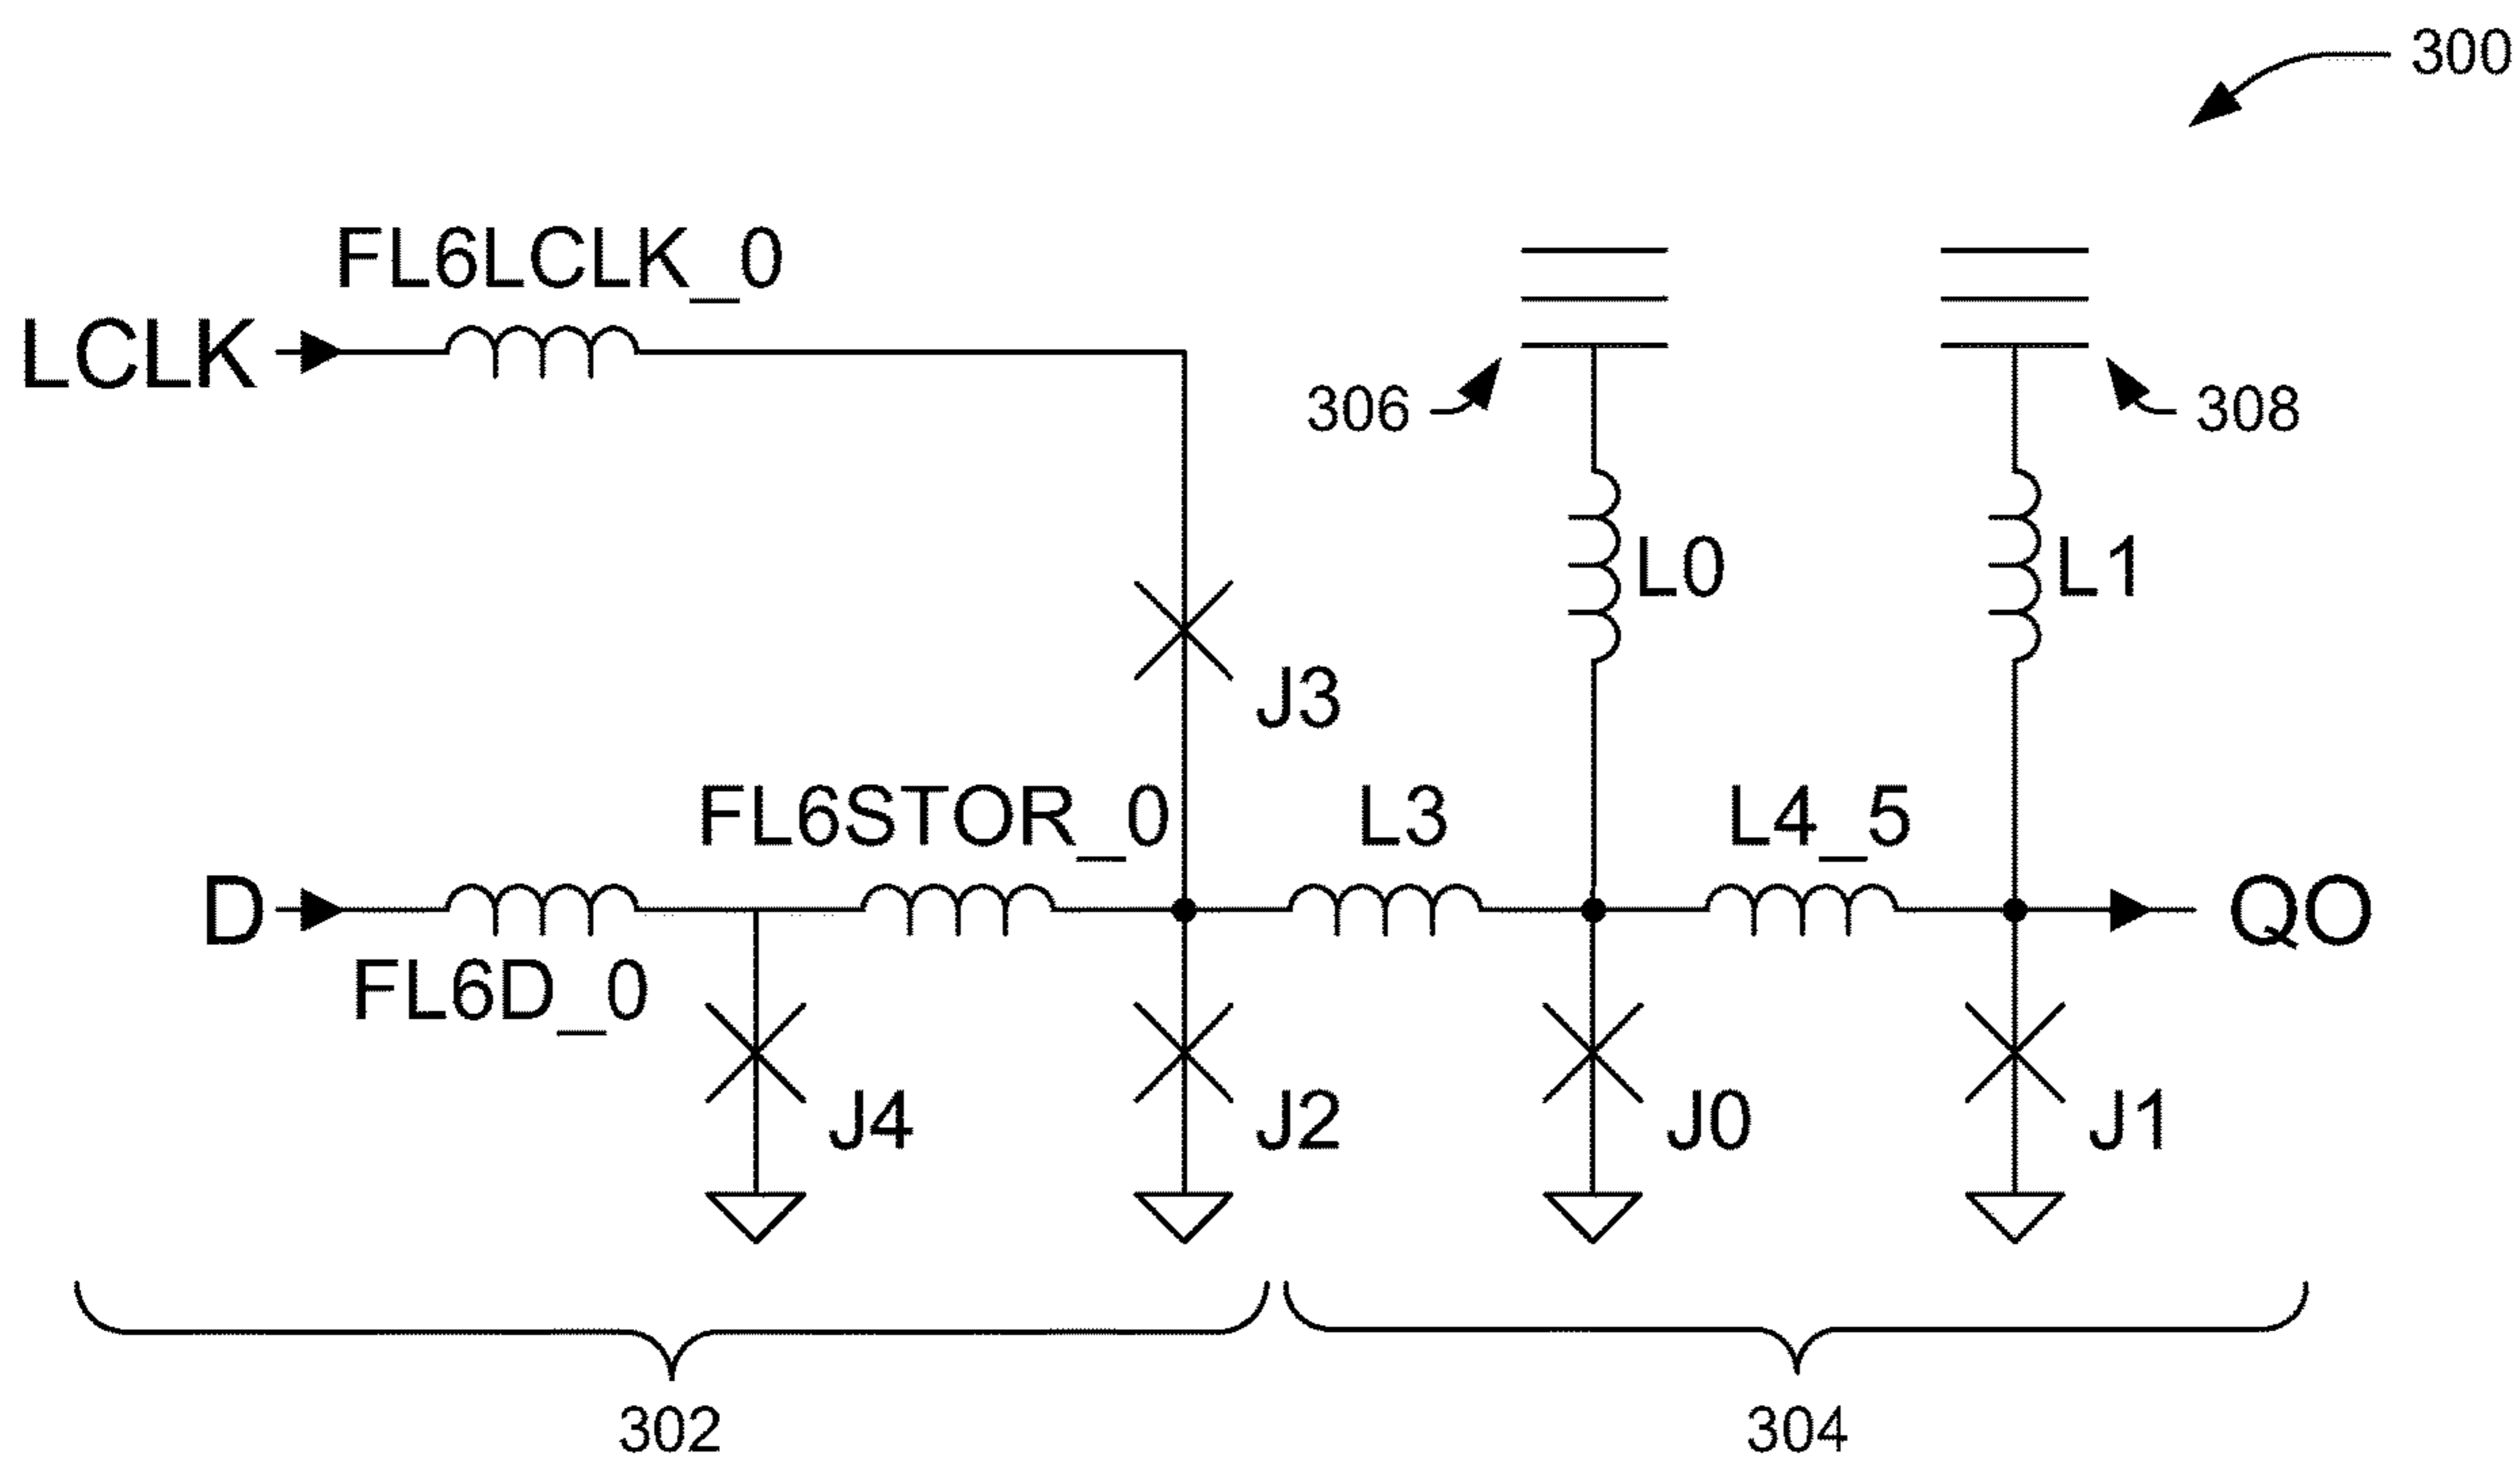 300
FL6LCLK_0
LCLK
306
308
L0
L1
J3
FL6STOR_0
L3
L4_5
D
QO
FL6D_0
J4
J2
J0
J1
302
304